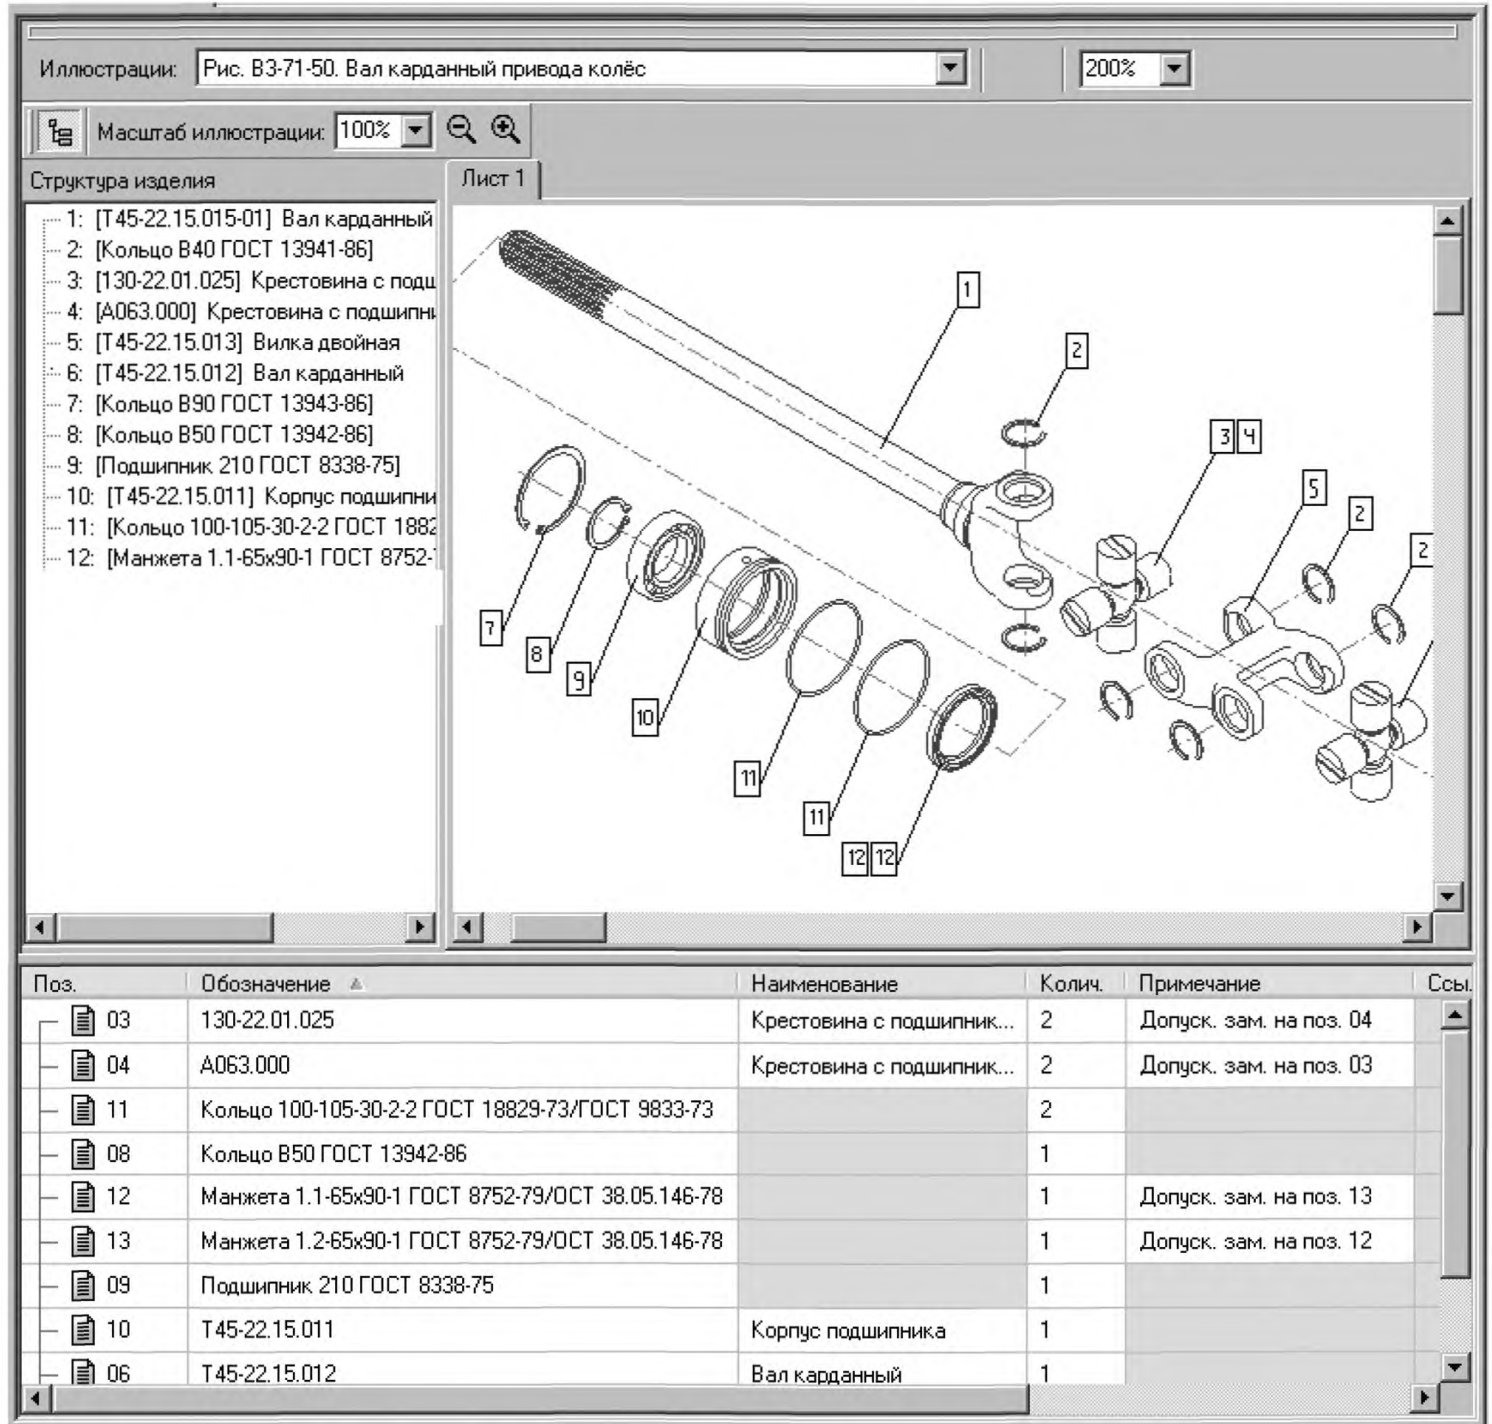 Иллюстрации: Рис. В3-71-50. Вал карданный привода колёс 200%
Масштаб иллюстрации: 100%
Структура изделия
Лист 1
1: [Т45-22.15.015-01] Вал карданный
2: [Кольцо В40 ГОСТ 13941-86]
3: [130-22.01.025] Крестовина с подш
4: [А063.000] Крестовина с подшипни
5: [Т45-22.15.013] Вилка двойная
6: [Т45-22.15.012] Вал карданный
7: [Кольцо В90 ГОСТ 13943-86]
8: [Кольцо В50 ГОСТ 13942-86]
9: [Подшипник 210 ГОСТ 8338-75]
10: [Т45-22.15.011] Корпус подшипни
11: [Кольцо 100-105-30-2-2 ГОСТ 1882
12: [Манжета 1.1-65х90-1 ГОСТ 8752-
1
2
3 4
5
2
2
7
8
9
10
11
11
12 12
Поз. Обозначение Наименование Колич. Примечание Ссы.
03 130-22.01.025 Крестовина с подшипник... 2 Допуск. зам. на поз. 04
04 А063.000 Крестовина с подшипник... 2 Допуск. зам. на поз. 03
11 Кольцо 100-105-30-2-2 ГОСТ 18829-73/ГОСТ 9833-73 2
08 Кольцо В50 ГОСТ 13942-86 1
12 Манжета 1.1-65х90-1 ГОСТ 8752-79/ОСТ 38.05.146-78 1 Допуск. зам. на поз. 13
13 Манжета 1.2-65х90-1 ГОСТ 8752-79/ОСТ 38.05.146-78 1 Допуск. зам. на поз. 12
09 Подшипник 210 ГОСТ 8338-75 1
10 Т45-22.15.011 Корпус подшипника 1
06 Т45-22.15.012 Вал карданный 1